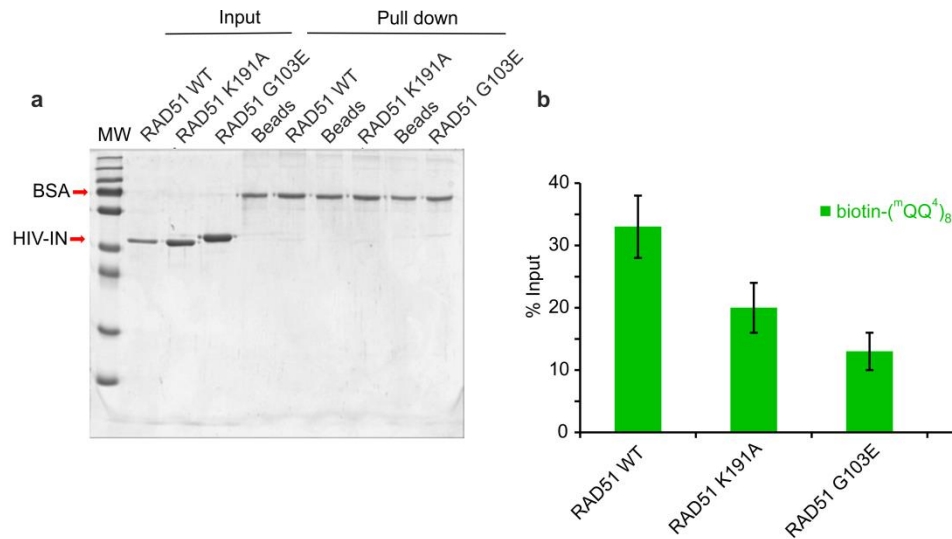 Input
Pull down
a
MW
RAD51 WT
RAD51 K191A
RAD51 G103E
Beads
RAD51 WT
Beads
RAD51 K191A
Beads
RAD51 G103E
BSA
HIV-IN
b
% Input
40
30
20
10
0
biotin-(ᵐQQ⁴)₈
RAD51 WT
RAD51 K191A
RAD51 G103E